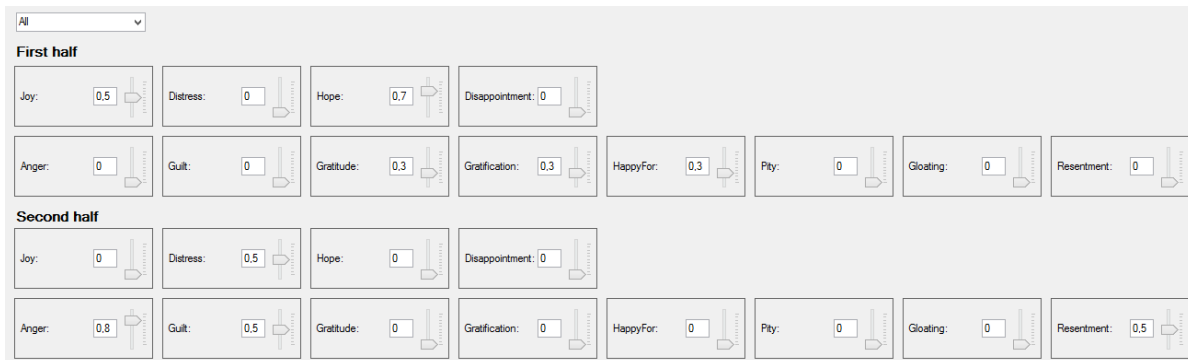 All
First half
Joy: 0,5 Distress: 0 Hope: 0,7 Disappointment: 0
Anger: 0 Guilt: 0 Gratitude: 0,3 Gratification: 0,3 HappyFor: 0,3 Pity: 0 Gloating: 0 Resentment: 0
Second half
Joy: 0 Distress: 0,5 Hope: 0 Disappointment: 0
Anger: 0,8 Guilt: 0,5 Gratitude: 0 Gratification: 0 HappyFor: 0 Pity: 0 Gloating: 0 Resentment: 0,5